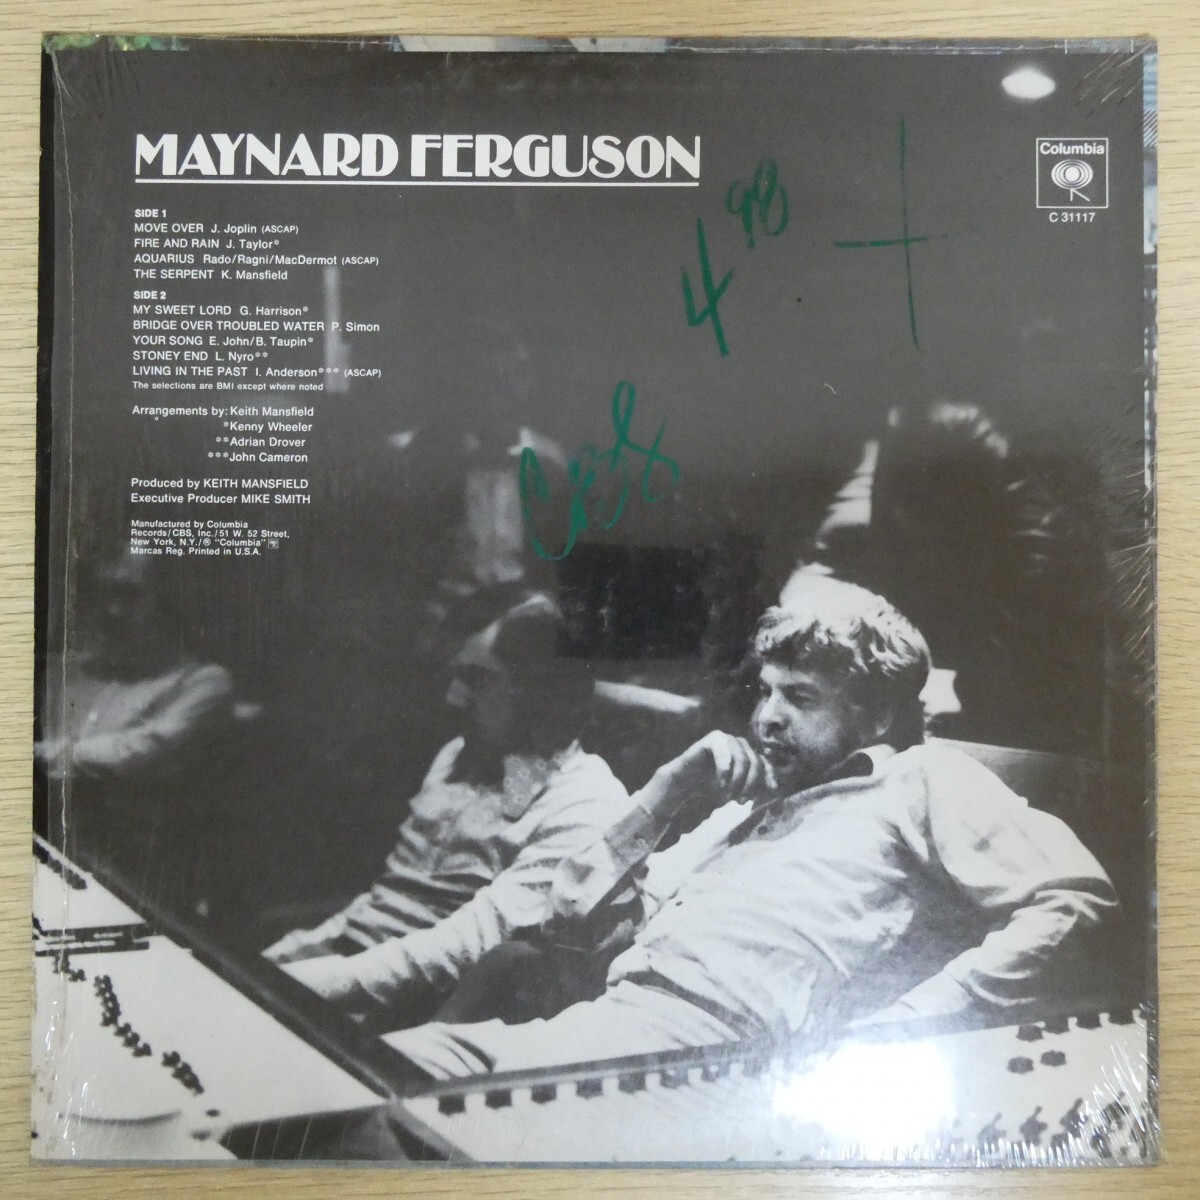 MAYNARD FERGUSON
SIDE 1
MOVE OVER J. Joplin (ASCAP)
FIRE AND RAIN J. Taylor*
AQUARIUS Rado/Ragni/MacDermot (ASCAP)
THE SERPENT K. Mansfield
SIDE 2
MY SWEET LORD G. Harrison*
BRIDGE OVER TROUBLED WATER P. Simon
YOUR SONG E. John/B. Taupin*
STONEY END L. Nyro**
LIVING IN THE PAST I. Anderson*** (ASCAP)
The selections are BMI except where noted
Arrangements by: Keith Mansfield
*Kenny Wheeler
**Adrian Drover
***John Cameron
Produced by KEITH MANSFIELD
Executive Producer MIKE SMITH
Manufactured by Columbia
Records/CBS, Inc./51 W. 52 Street,
New York, N.Y./® "Columbia"
Marcas Reg. Printed in U.S.A.
Columbia
C 31117
4 98